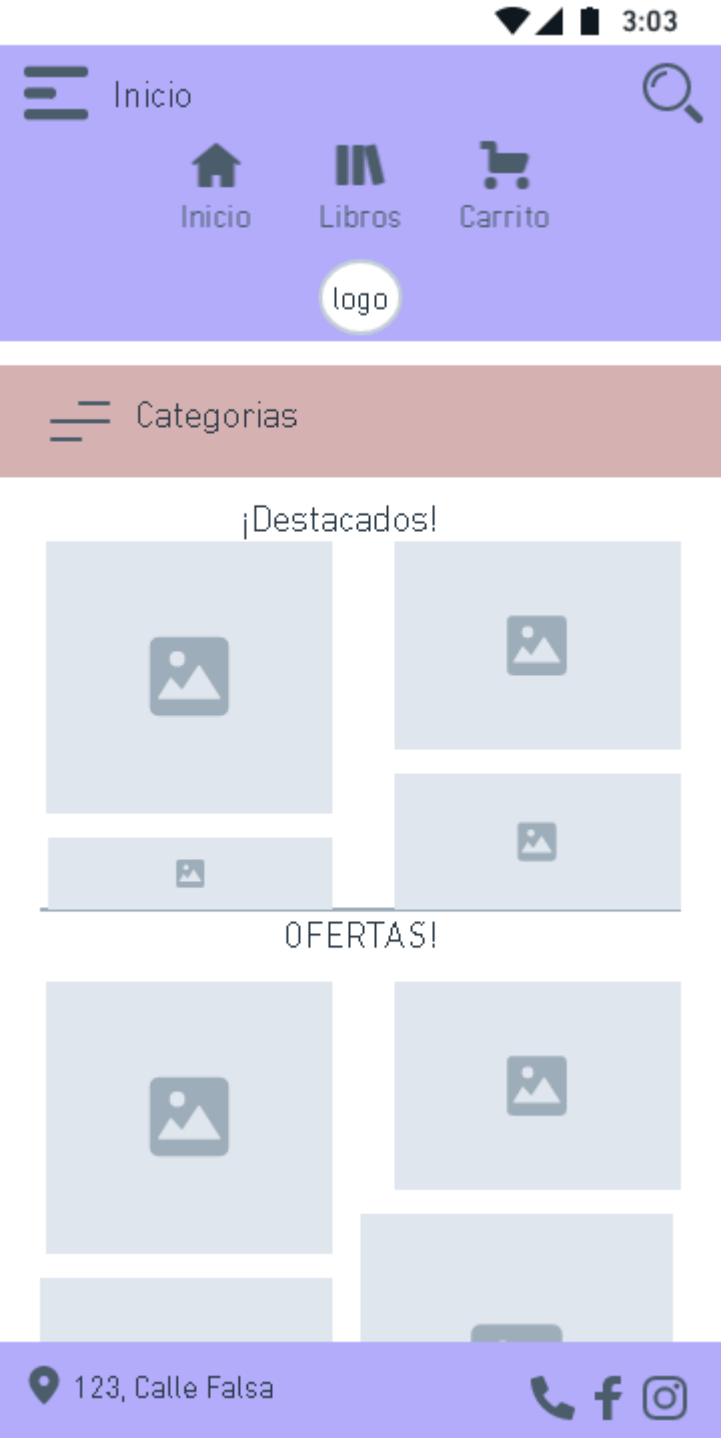 3:03
Inicio
Inicio Libros Carrito
logo
Categorias
¡Destacados!
OFERTAS!
123, Calle Falsa